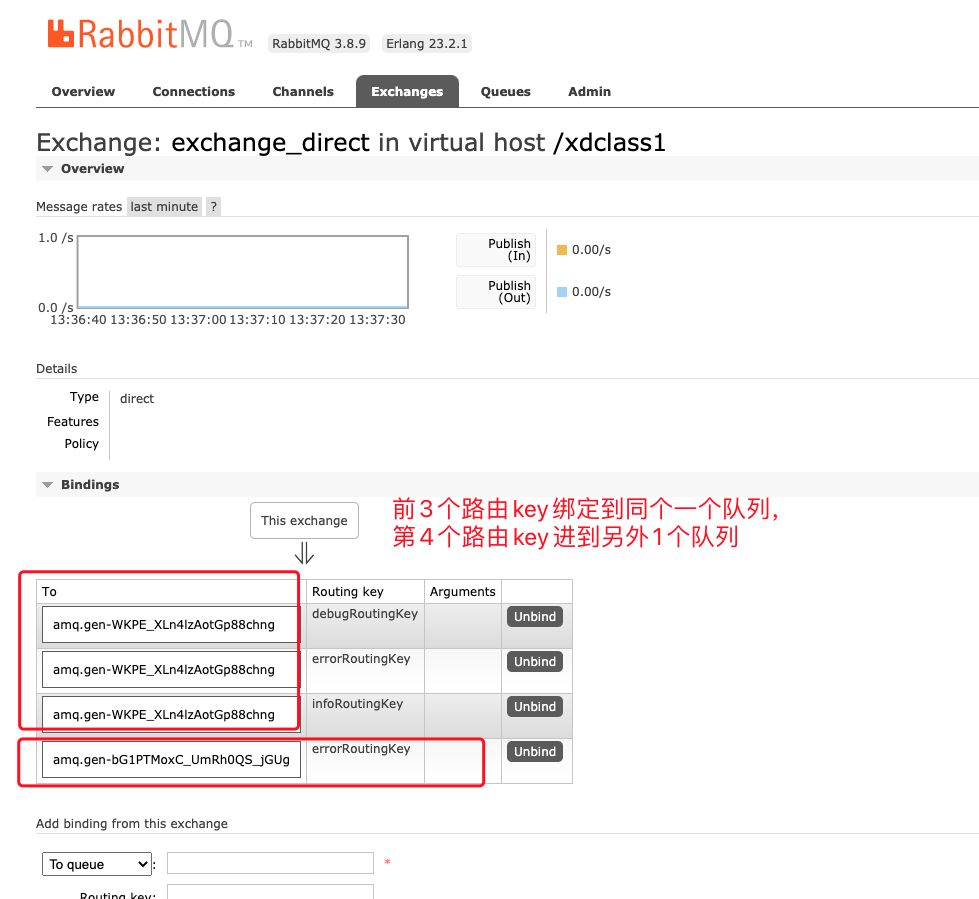 RabbitMQ TM RabbitMQ 3.8.9 Erlang 23.2.1
Overview Connections Channels Exchanges Queues Admin
Exchange: exchange_direct in virtual host /xdclass1
Overview
Message rates last minute ?
1.0 /s
0.0 /s
13:36:40 13:36:50 13:37:00 13:37:10 13:37:20 13:37:30
Publish
(In)
0.00/s
Publish
(Out)
0.00/s
Details
Type direct
Features
Policy
Bindings
This exchange
前3个路由key绑定到同个一个队列,
第4个路由key进到另外1个队列
To Routing key Arguments
amq.gen-WKPE_XLn4lzAotGp88chng debugRoutingKey Unbind
amq.gen-WKPE_XLn4lzAotGp88chng errorRoutingKey Unbind
amq.gen-WKPE_XLn4lzAotGp88chng infoRoutingKey Unbind
amq.gen-bG1PTMoxC_UmRh0QS_jGUg errorRoutingKey Unbind
Add binding from this exchange
To queue : *
Routing key: